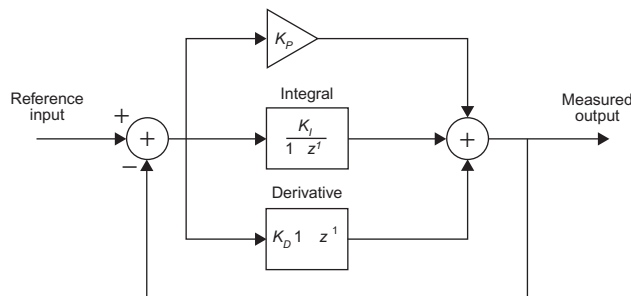 K_P
Reference input
Integral
Measured output
+
+
K_I
1 z^1
+
−
Derivative
K_D 1 z^1